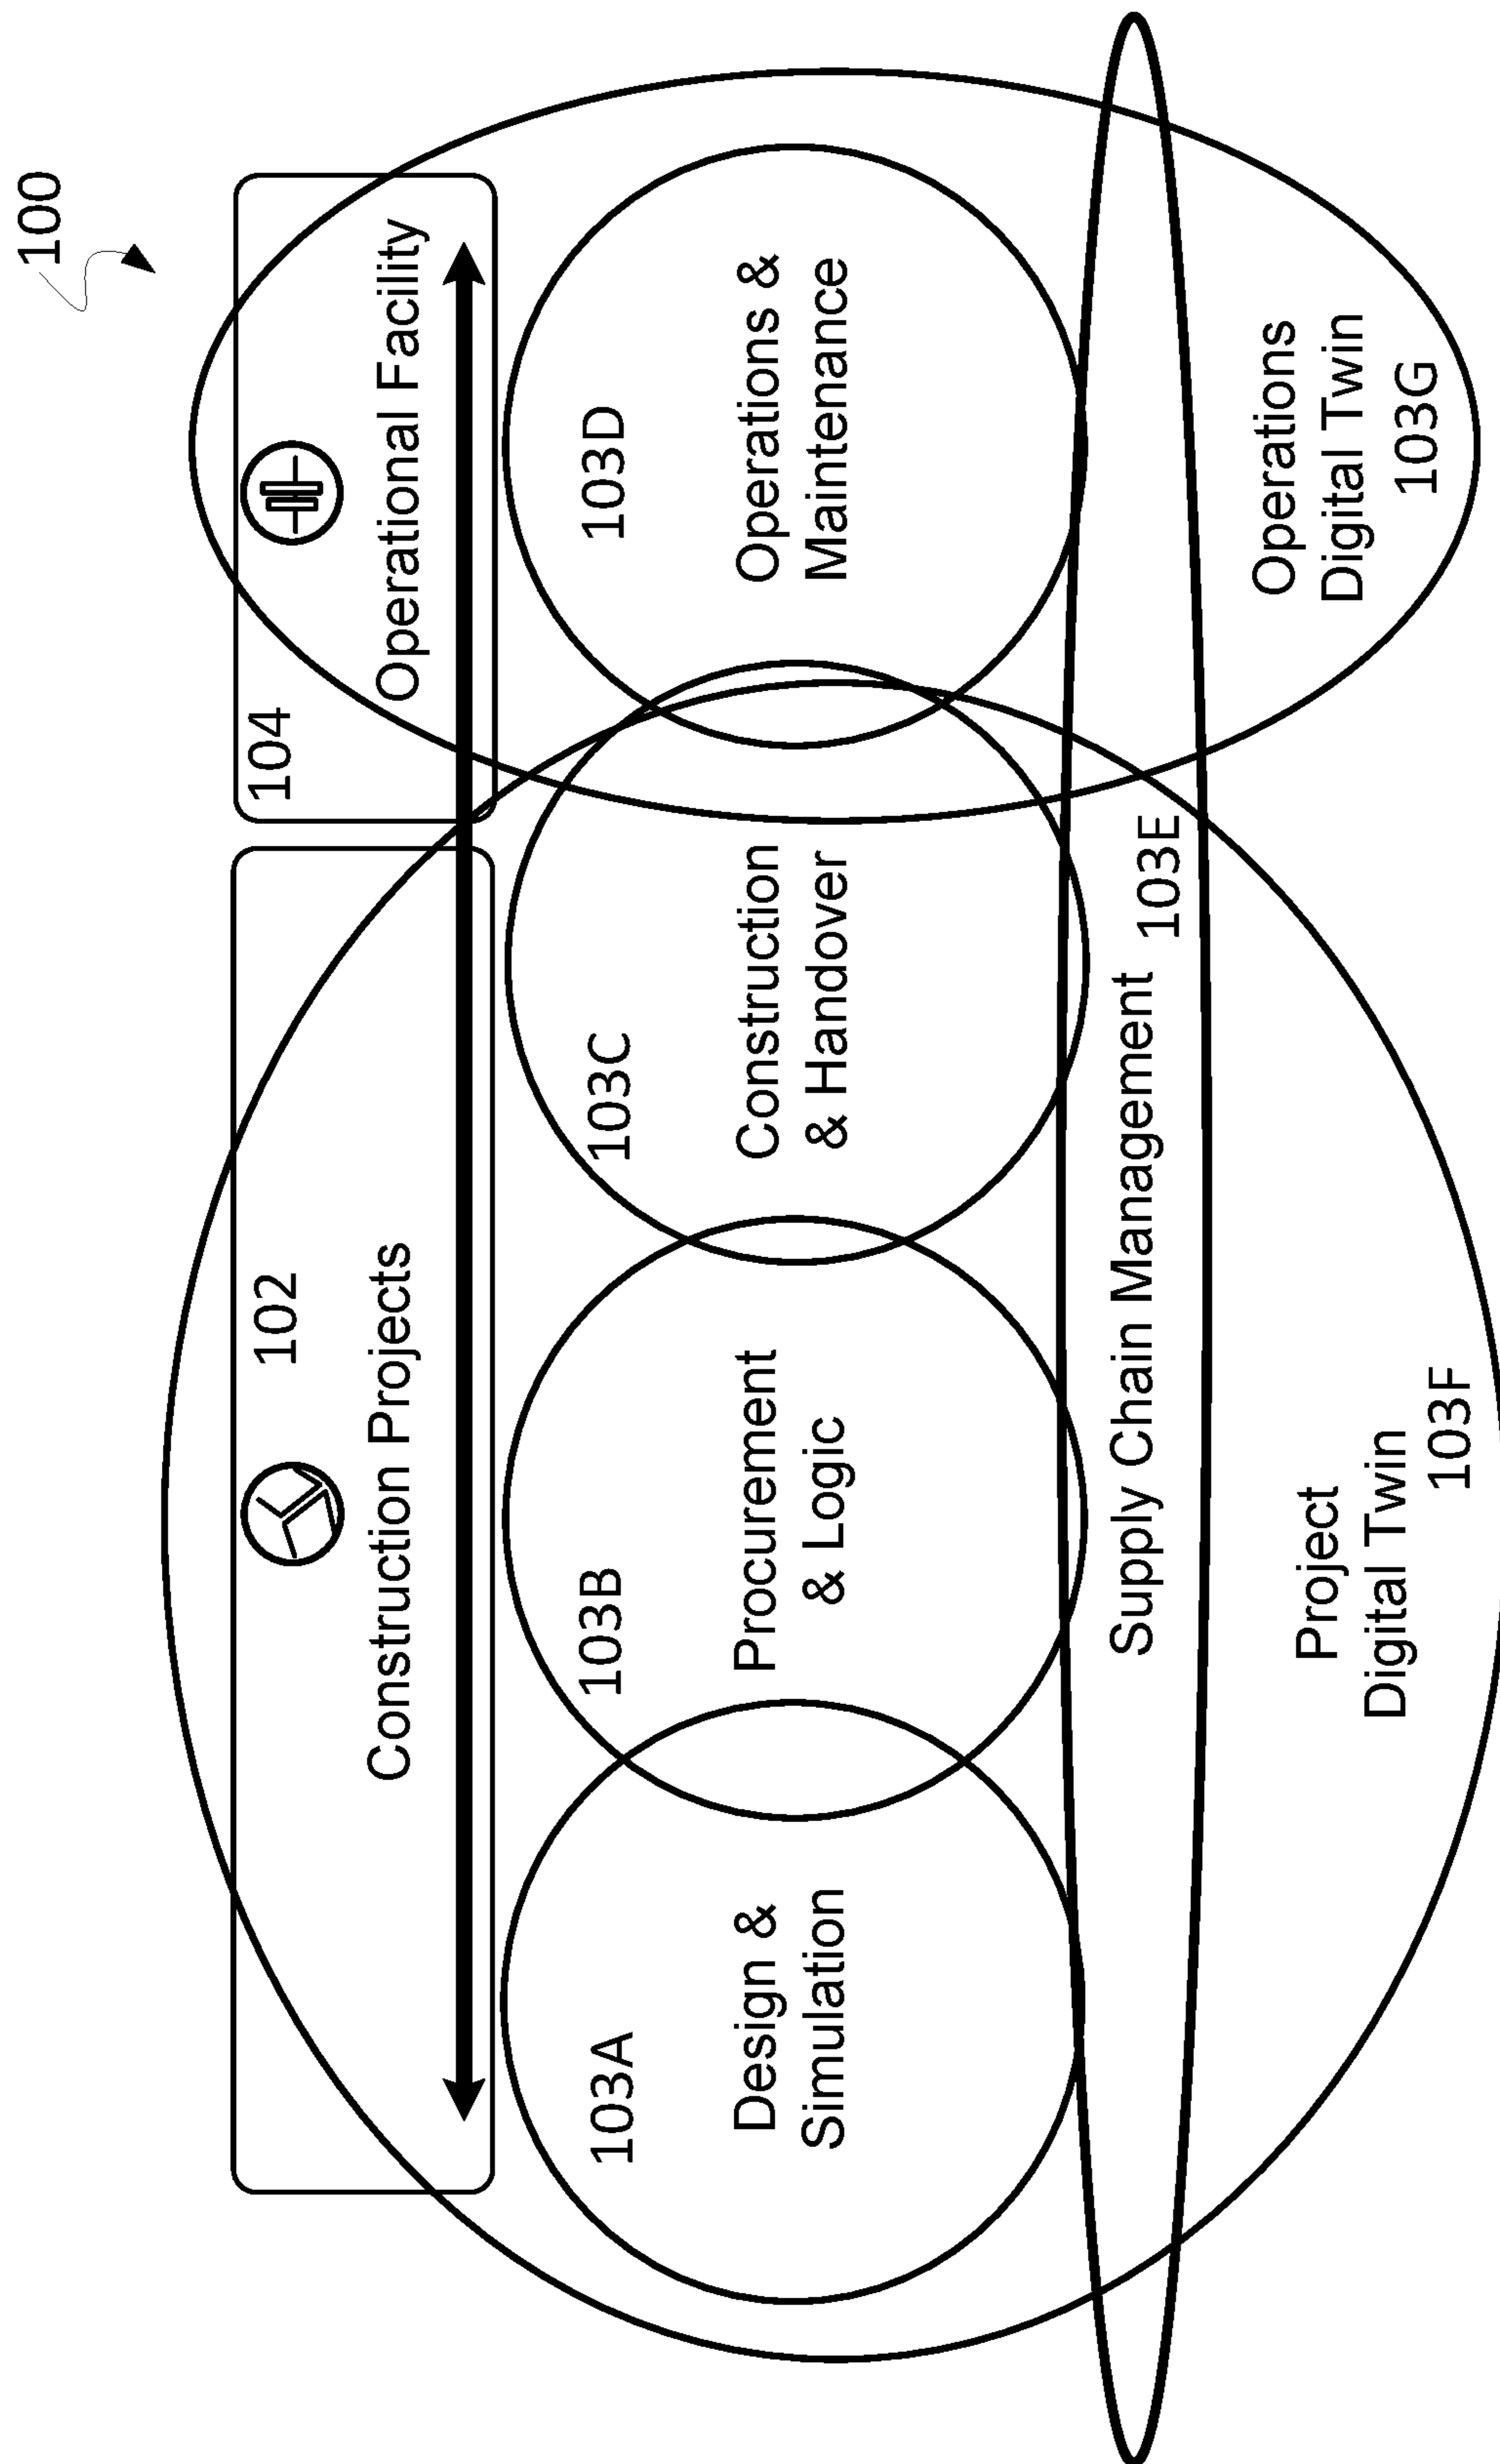 100
102
Construction Projects
104
Operational Facility
103A
Design &
Simulation
103B
Procurement
& Logic
103C
Construction
& Handover
103D
Operations &
Maintenance
Supply Chain Management 103E
Project
Digital Twin
103F
Operations
Digital Twin
103G